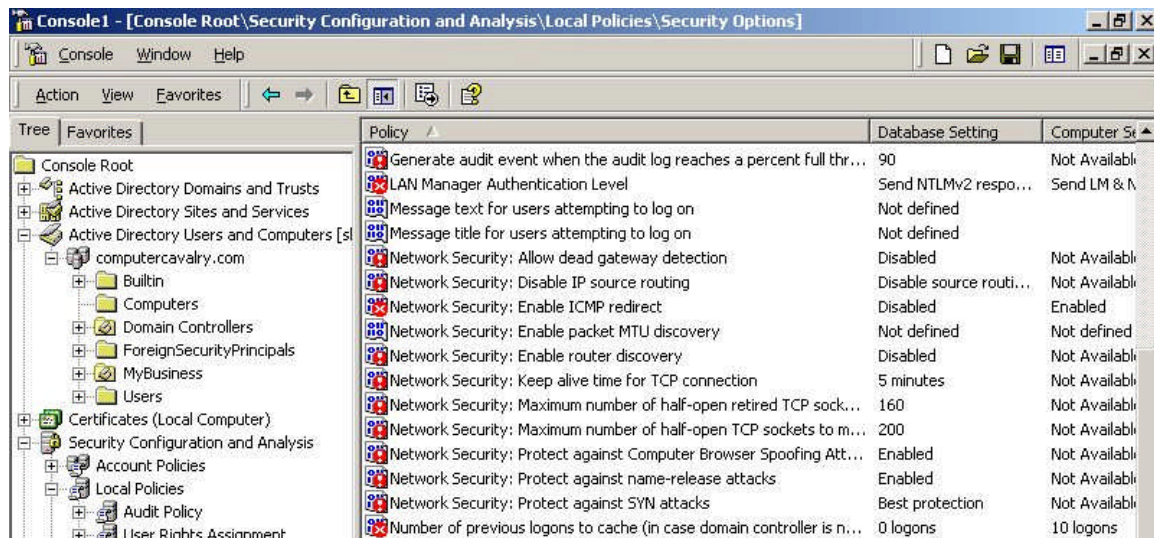 Console1 - [Console Root\Security Configuration and Analysis\Local Policies\Security Options]
Console Window Help
Action View Favorites
Tree Favorites
Console Root
Active Directory Domains and Trusts
Active Directory Sites and Services
Active Directory Users and Computers [sl
computercavalry.com
Builtin
Computers
Domain Controllers
ForeignSecurityPrincipals
MyBusiness
Users
Certificates (Local Computer)
Security Configuration and Analysis
Account Policies
Local Policies
Audit Policy
User Rights Assignment
Policy Database Setting Computer Se
Generate audit event when the audit log reaches a percent full thr... 90 Not Availabl
LAN Manager Authentication Level Send NTLMv2 respo... Send LM & N
Message text for users attempting to log on Not defined
Message title for users attempting to log on Not defined
Network Security: Allow dead gateway detection Disabled Not Availabl
Network Security: Disable IP source routing Disable source routi... Not Availabl
Network Security: Enable ICMP redirect Disabled Enabled
Network Security: Enable packet MTU discovery Not defined Not defined
Network Security: Enable router discovery Disabled Not Availabl
Network Security: Keep alive time for TCP connection 5 minutes Not Availabl
Network Security: Maximum number of half-open retired TCP sock... 160 Not Availabl
Network Security: Maximum number of half-open TCP sockets to m... 200 Not Availabl
Network Security: Protect against Computer Browser Spoofing Att... Enabled Not Availabl
Network Security: Protect against name-release attacks Enabled Not Availabl
Network Security: Protect against SYN attacks Best protection Not Availabl
Number of previous logons to cache (in case domain controller is n... 0 logons 10 logons